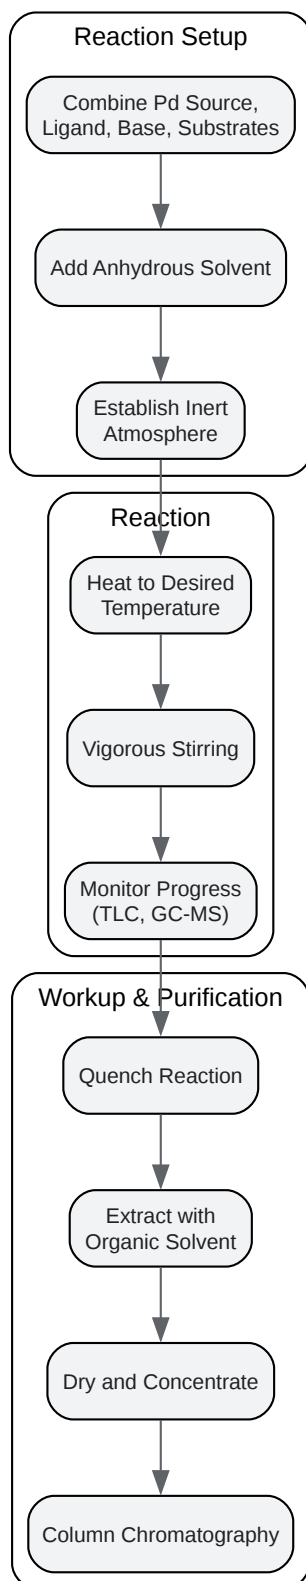 Reaction Setup
Combine Pd Source,
Ligand, Base, Substrates
Add Anhydrous Solvent
Establish Inert
Atmosphere
Reaction
Heat to Desired
Temperature
Vigorous Stirring
Monitor Progress
(TLC, GC-MS)
Workup & Purification
Quench Reaction
Extract with
Organic Solvent
Dry and Concentrate
Column Chromatography